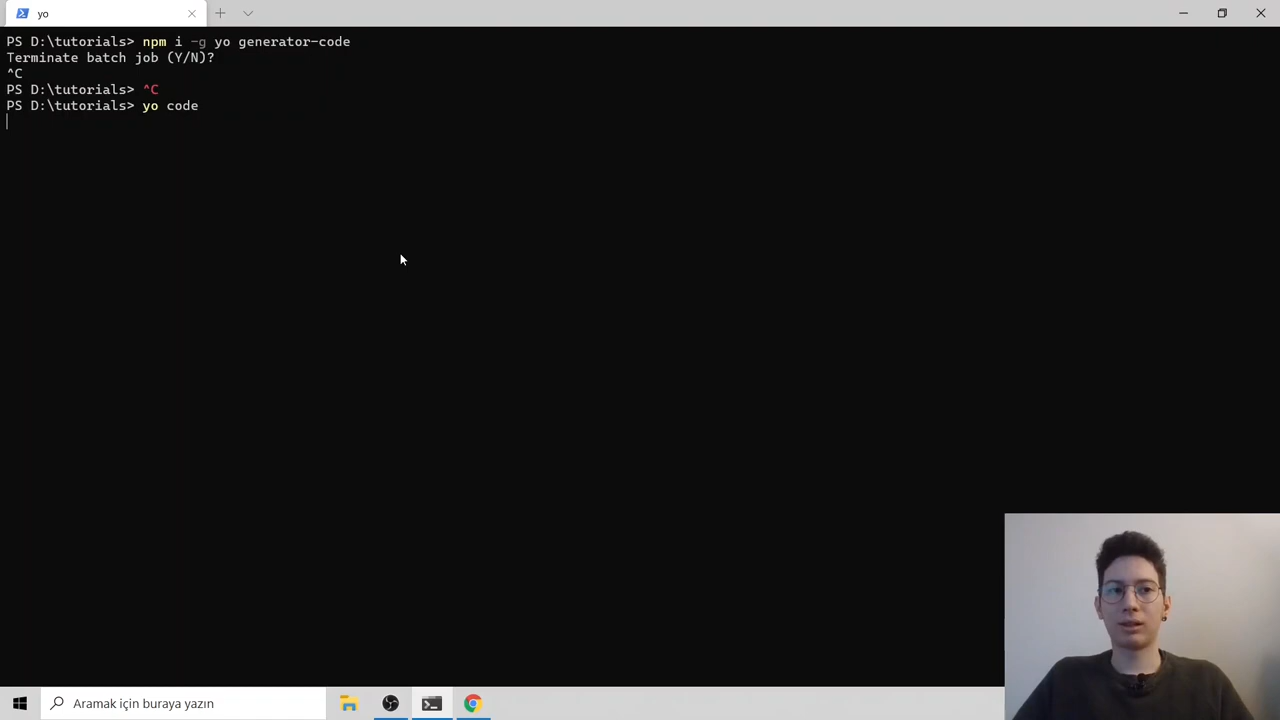 yo
PS D:\tutorials> npm i -g yo generator-code
Terminate batch job (Y/N)?
^C
PS D:\tutorials> ^C
PS D:\tutorials> yo code
Aramak için buraya yazın